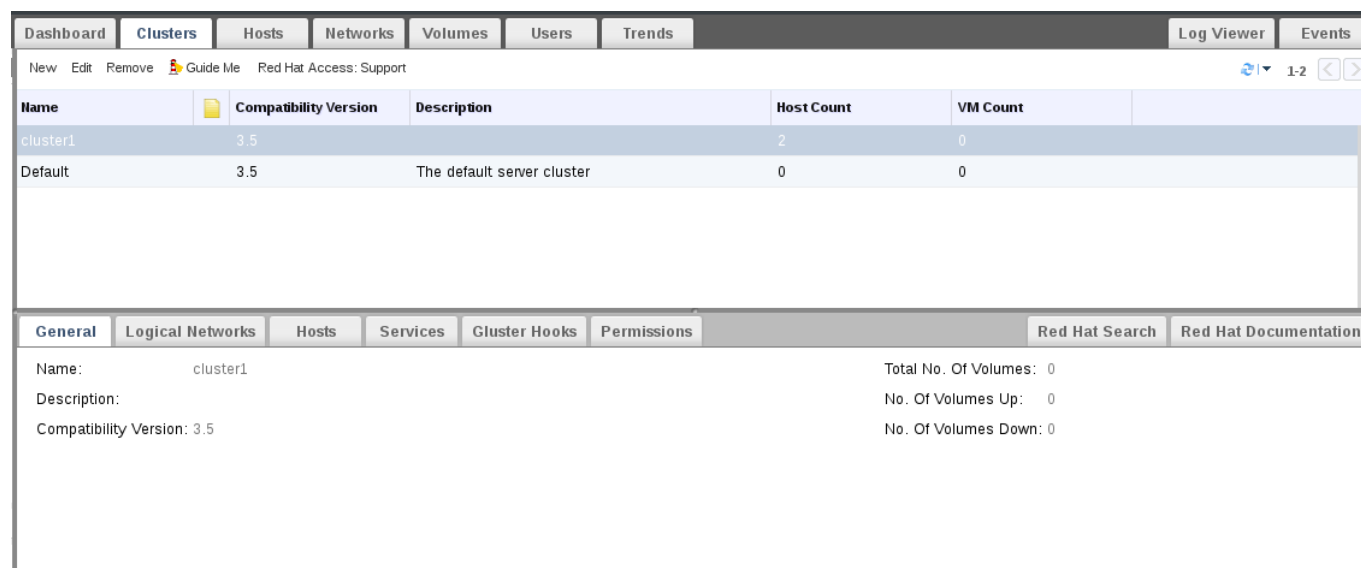 Dashboard Clusters Hosts Networks Volumes Users Trends Log Viewer Events
New Edit Remove Guide Me Red Hat Access: Support 1-2
Name Compatibility Version Description Host Count VM Count
cluster1 3.5 2 0
Default 3.5 The default server cluster 0 0
General Logical Networks Hosts Services Gluster Hooks Permissions Red Hat Search Red Hat Documentation
Name: cluster1 Total No. Of Volumes: 0
Description: No. Of Volumes Up: 0
Compatibility Version: 3.5 No. Of Volumes Down: 0